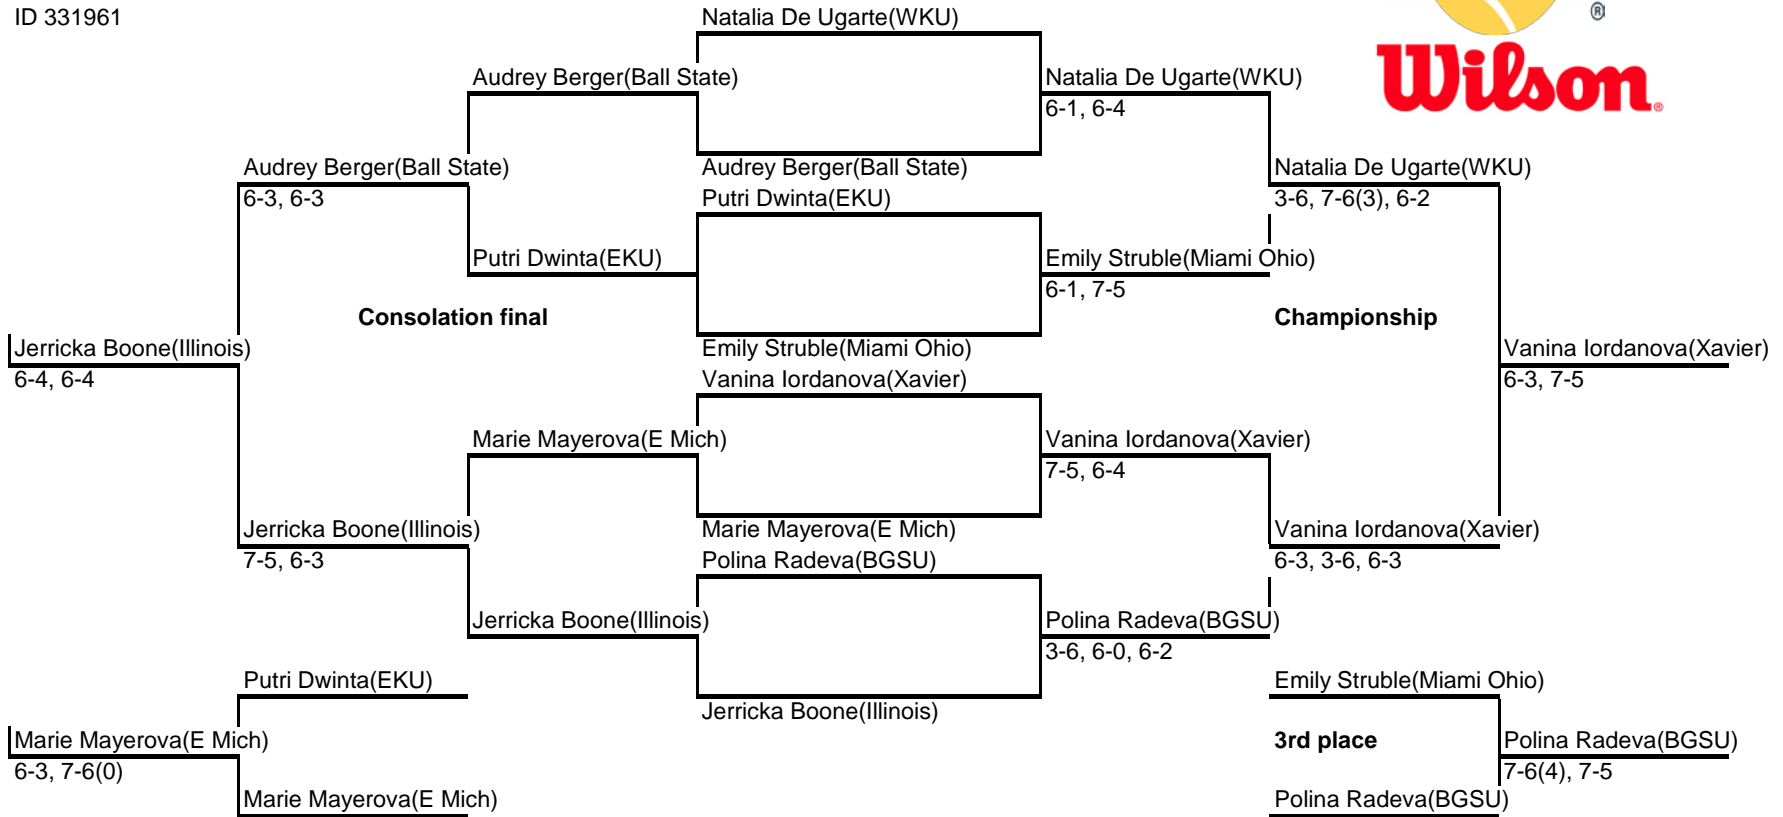 ID 331961
Natalia De Ugarte(WKU)
®
Audrey Berger(Ball State)
Natalia De Ugarte(WKU)
Wilson®
6-1, 6-4
Audrey Berger(Ball State)
Audrey Berger(Ball State)
Natalia De Ugarte(WKU)
6-3, 6-3
Putri Dwinta(EKU)
3-6, 7-6(3), 6-2
Putri Dwinta(EKU)
Emily Struble(Miami Ohio)
6-1, 7-5
Consolation final
Championship
Jerricka Boone(Illinois)
Emily Struble(Miami Ohio)
Vanina Iordanova(Xavier)
6-4, 6-4
Vanina Iordanova(Xavier)
6-3, 7-5
Marie Mayerova(E Mich)
Vanina Iordanova(Xavier)
7-5, 6-4
Jerricka Boone(Illinois)
Marie Mayerova(E Mich)
Vanina Iordanova(Xavier)
7-5, 6-3
Polina Radeva(BGSU)
6-3, 3-6, 6-3
Jerricka Boone(Illinois)
Polina Radeva(BGSU)
3-6, 6-0, 6-2
Putri Dwinta(EKU)
Emily Struble(Miami Ohio)
Jerricka Boone(Illinois)
Marie Mayerova(E Mich)
3rd place
Polina Radeva(BGSU)
6-3, 7-6(0)
7-6(4), 7-5
Marie Mayerova(E Mich)
Polina Radeva(BGSU)